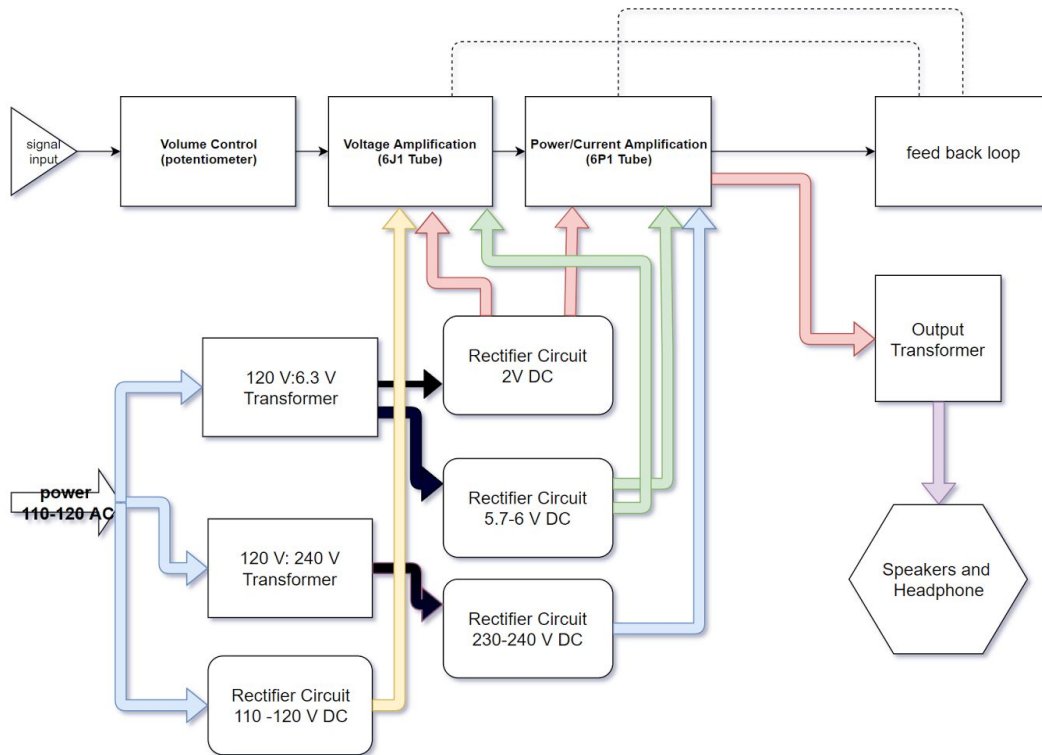 signal
input
Volume Control
(potentiometer)
Voltage Amplification
(6J1 Tube)
Power/Current Amplification
(6P1 Tube)
feed back loop
120 V:6.3 V
Transformer
Rectifier Circuit
2V DC
Output
Transformer
power
110-120 AC
Rectifier Circuit
5.7-6 V DC
120 V: 240 V
Transformer
Rectifier Circuit
230-240 V DC
Speakers and
Headphone
Rectifier Circuit
110 -120 V DC